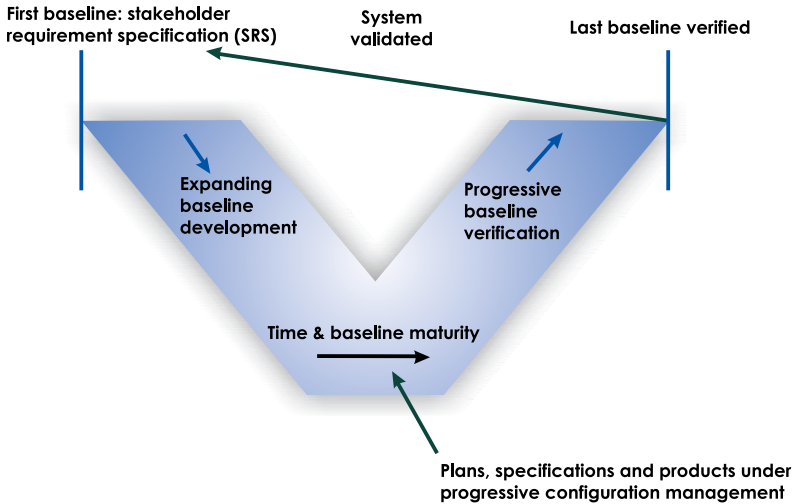 First baseline: stakeholder
requirement specification (SRS)
System
validated
Last baseline verified
Expanding
baseline
development
Progressive
baseline
verification
Time & baseline maturity
Plans, specifications and products under
progressive configuration management